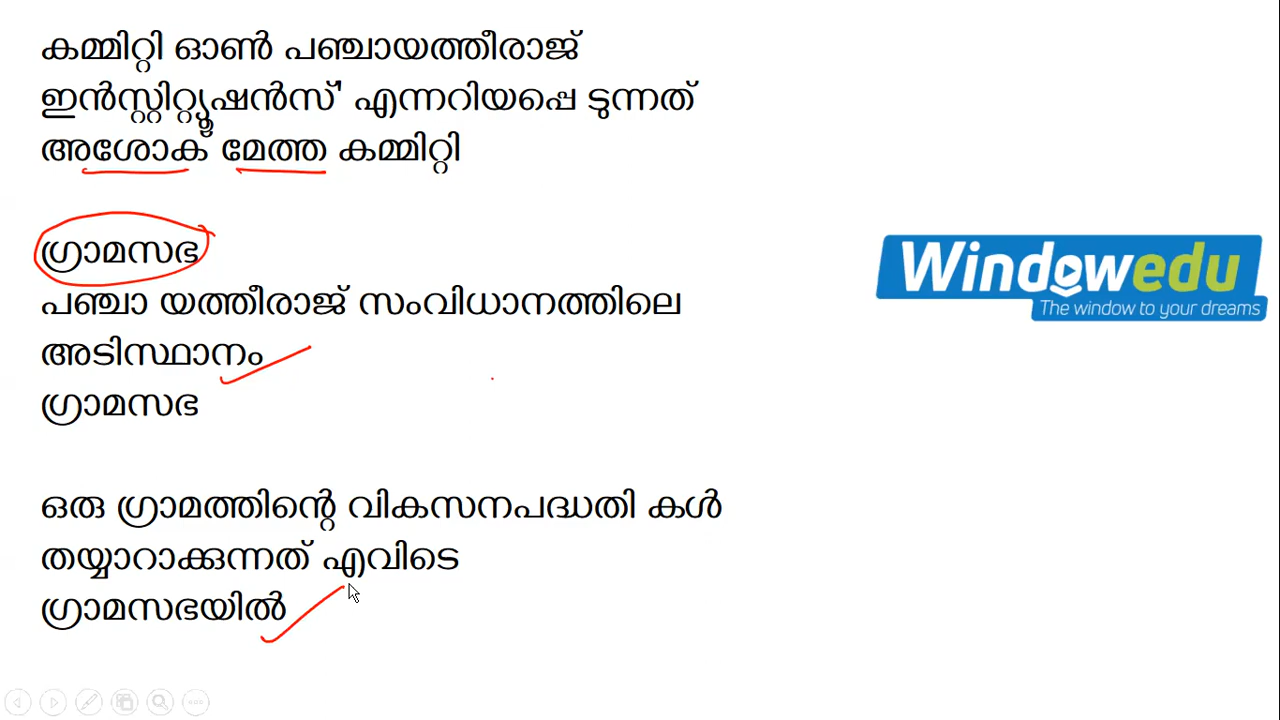 കമ്മിറ്റി ഓൺ പഞ്ചായത്തീരാജ്
ഇൻസ്റ്റിറ്റ്യൂഷൻസ്' എന്നറിയപ്പെ ടുന്നത്
അശോക് മേത്ത കമ്മിറ്റി
ഗ്രാമസഭ
പഞ്ചാ യത്തീരാജ് സംവിധാനത്തിലെ
അടിസ്ഥാനം
ഗ്രാമസഭ
ഒരു ഗ്രാമത്തിന്റെ വികസനപദ്ധതി കൾ
തയ്യാറാക്കുന്നത് എവിടെ
ഗ്രാമസഭയിൽ
Windowedu
The window to your dreams